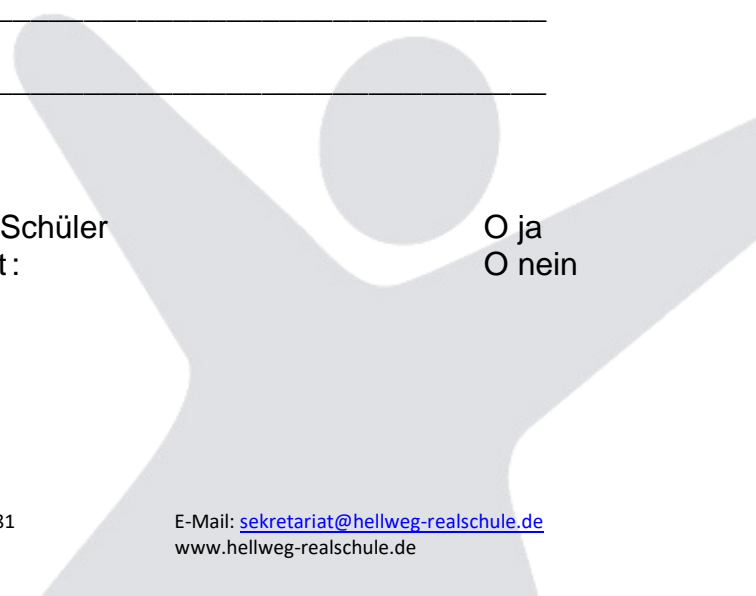 Schüler O ja
t: O nein
31 E-Mail: sekretariat@hellweg-realschule.de
www.hellweg-realschule.de